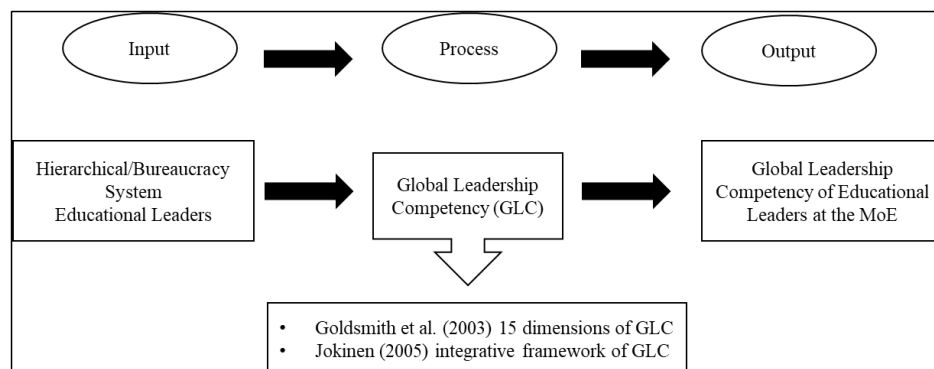 Input
Process
Output
Hierarchical/Bureaucracy
System
Educational Leaders
Global Leadership
Competency (GLC)
Global Leadership
Competency of Educational
Leaders at the MoE
• Goldsmith et al. (2003) 15 dimensions of GLC
• Jokinen (2005) integrative framework of GLC